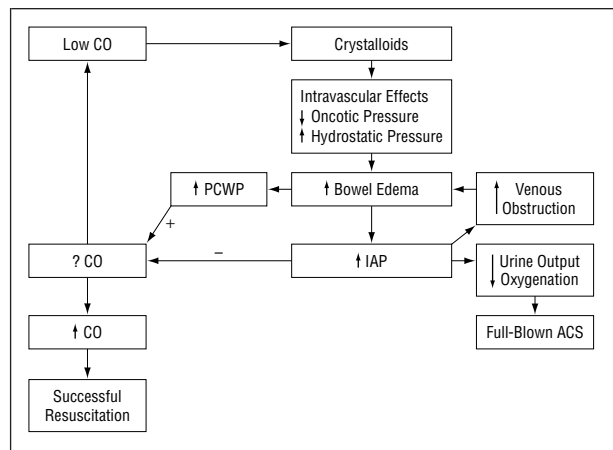 Low CO
Crystalloids
Intravascular Effects
↓ Oncotic Pressure
↑ Hydrostatic Pressure
↑ PCWP
↑ Bowel Edema
↑ Venous
Obstruction
+
? CO
–
↑ IAP
↓ Urine Output
Oxygenation
↑ CO
Full-Blown ACS
Successful
Resuscitation